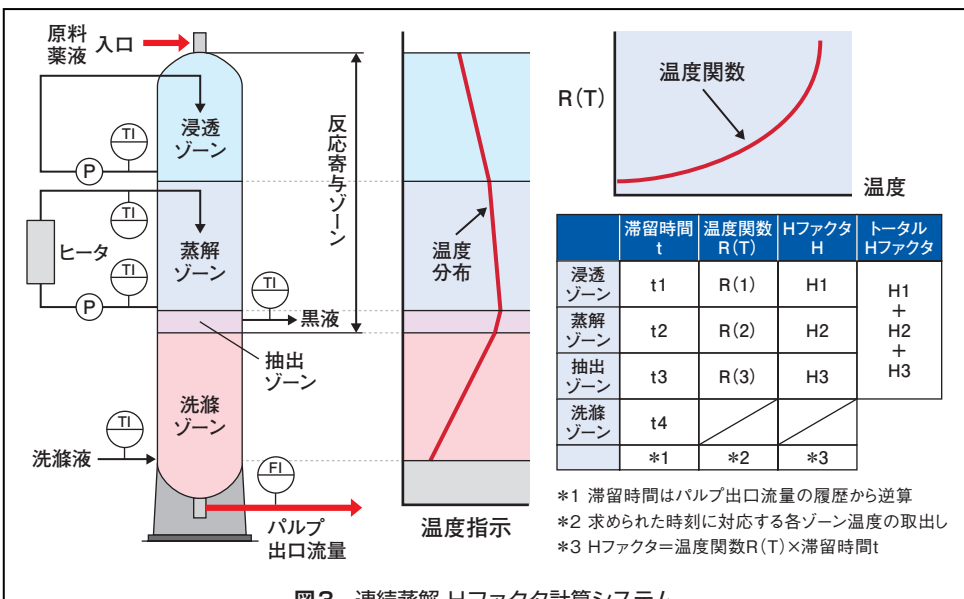 原料
薬液
入口
TI
浸透
ゾーン
P
TI
ヒータ
蒸解
ゾーン
TI
P
TI
黒液
抽出
ゾーン
洗滌
ゾーン
TI
洗滌液
FI
パルプ
出口流量
反応寄与ゾーン
温度
分布
温度指示
R(T)
温度関数
温度
滞留時間
t
温度関数
R(T)
Hファクタ
H
トータル
Hファクタ
浸透
ゾーン
t1
R(1)
H1
蒸解
ゾーン
t2
R(2)
H2
抽出
ゾーン
t3
R(3)
H3
H1
+
H2
+
H3
洗滌
ゾーン
t4
*1
*2
*3
*1 滞留時間はパルプ出口流量の履歴から逆算
*2 求められた時刻に対応する各ゾーン温度の取出し
*3 Hファクタ=温度関数R(T)×滞留時間t